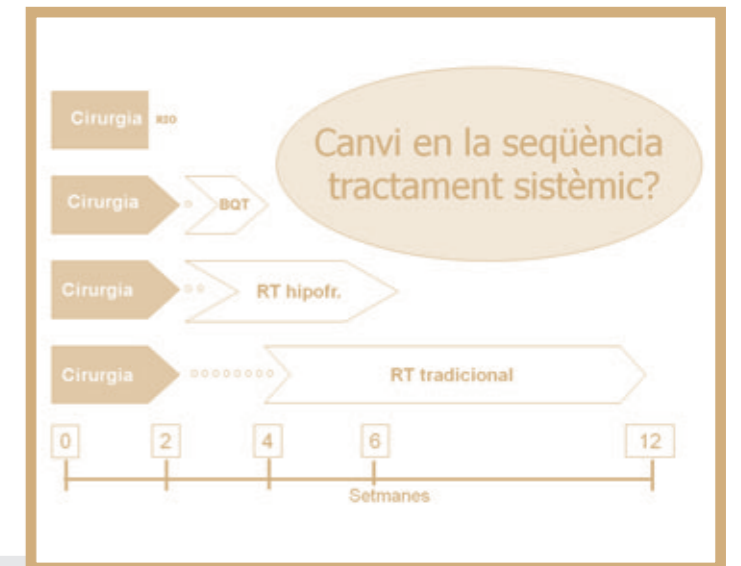 Cirurgia RIO
Canvi en la seqüència
tractament sistèmic?
Cirurgia BQT
Cirurgia RT hipofr.
Cirurgia RT tradicional
0 2 4 6 12
Setmanes